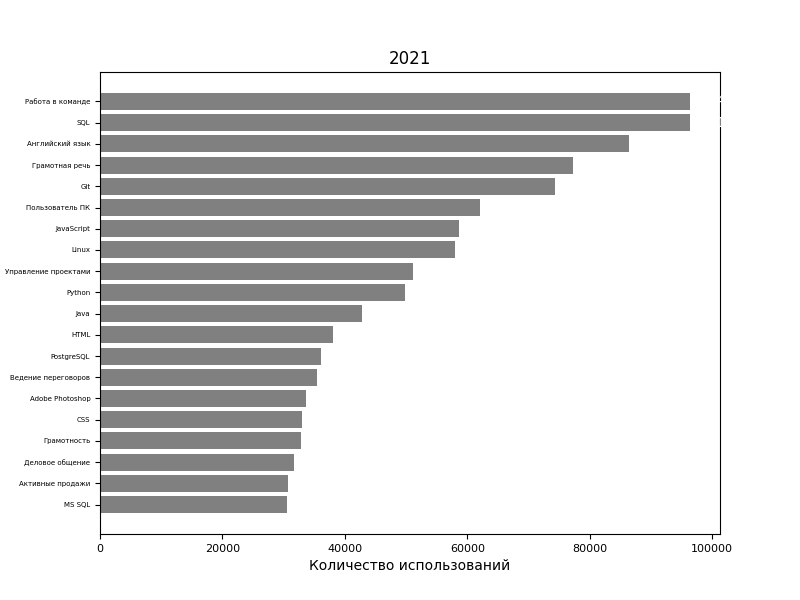 2021
Работа в команде
SQL
Английский язык
Грамотная речь
Git
Пользователь ПК
JavaScript
Linux
Управление проектами
Python
Java
HTML
PostgreSQL
Ведение переговоров
Adobe Photoshop
CSS
Грамотность
Деловое общение
Активные продажи
MS SQL
0 20000 40000 60000 80000 100000
Количество использований